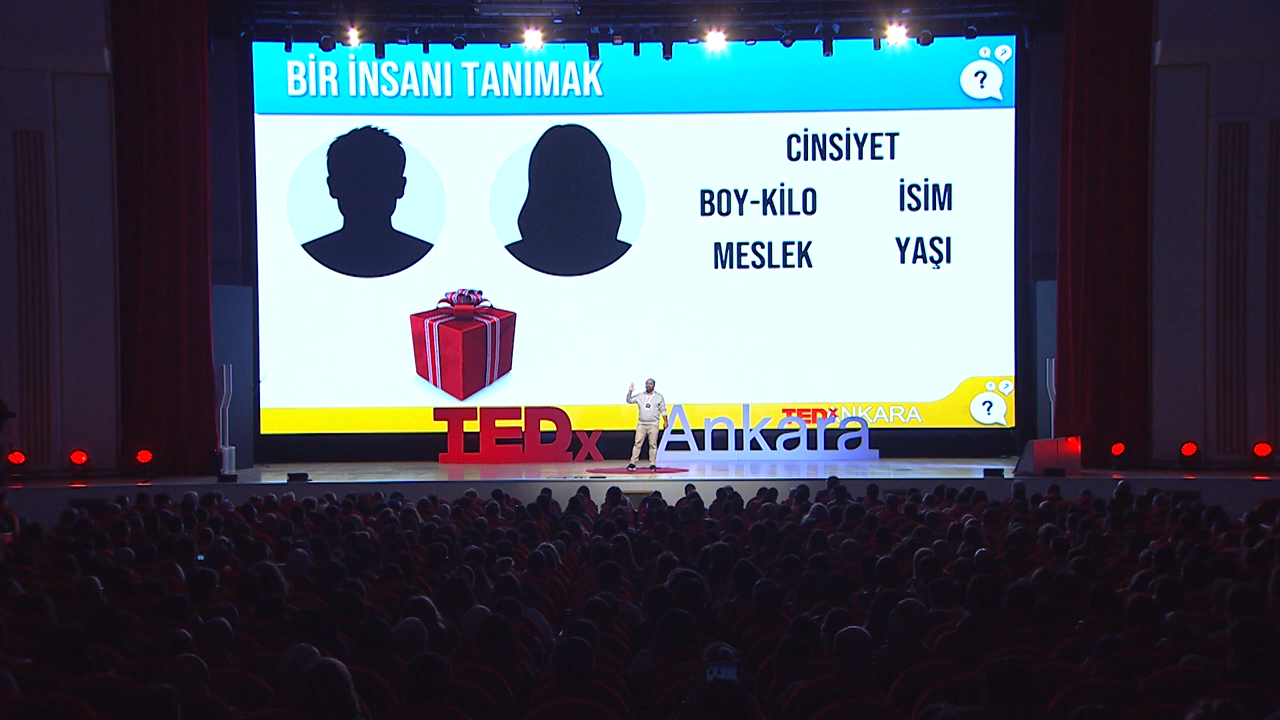 BİR İNSANI TANIMAK
?
?
?
CİNSİYET
BOY-KİLO
İSİM
MESLEK
YAŞI
?
?
?
TEDxANKARA
TEDx Ankara